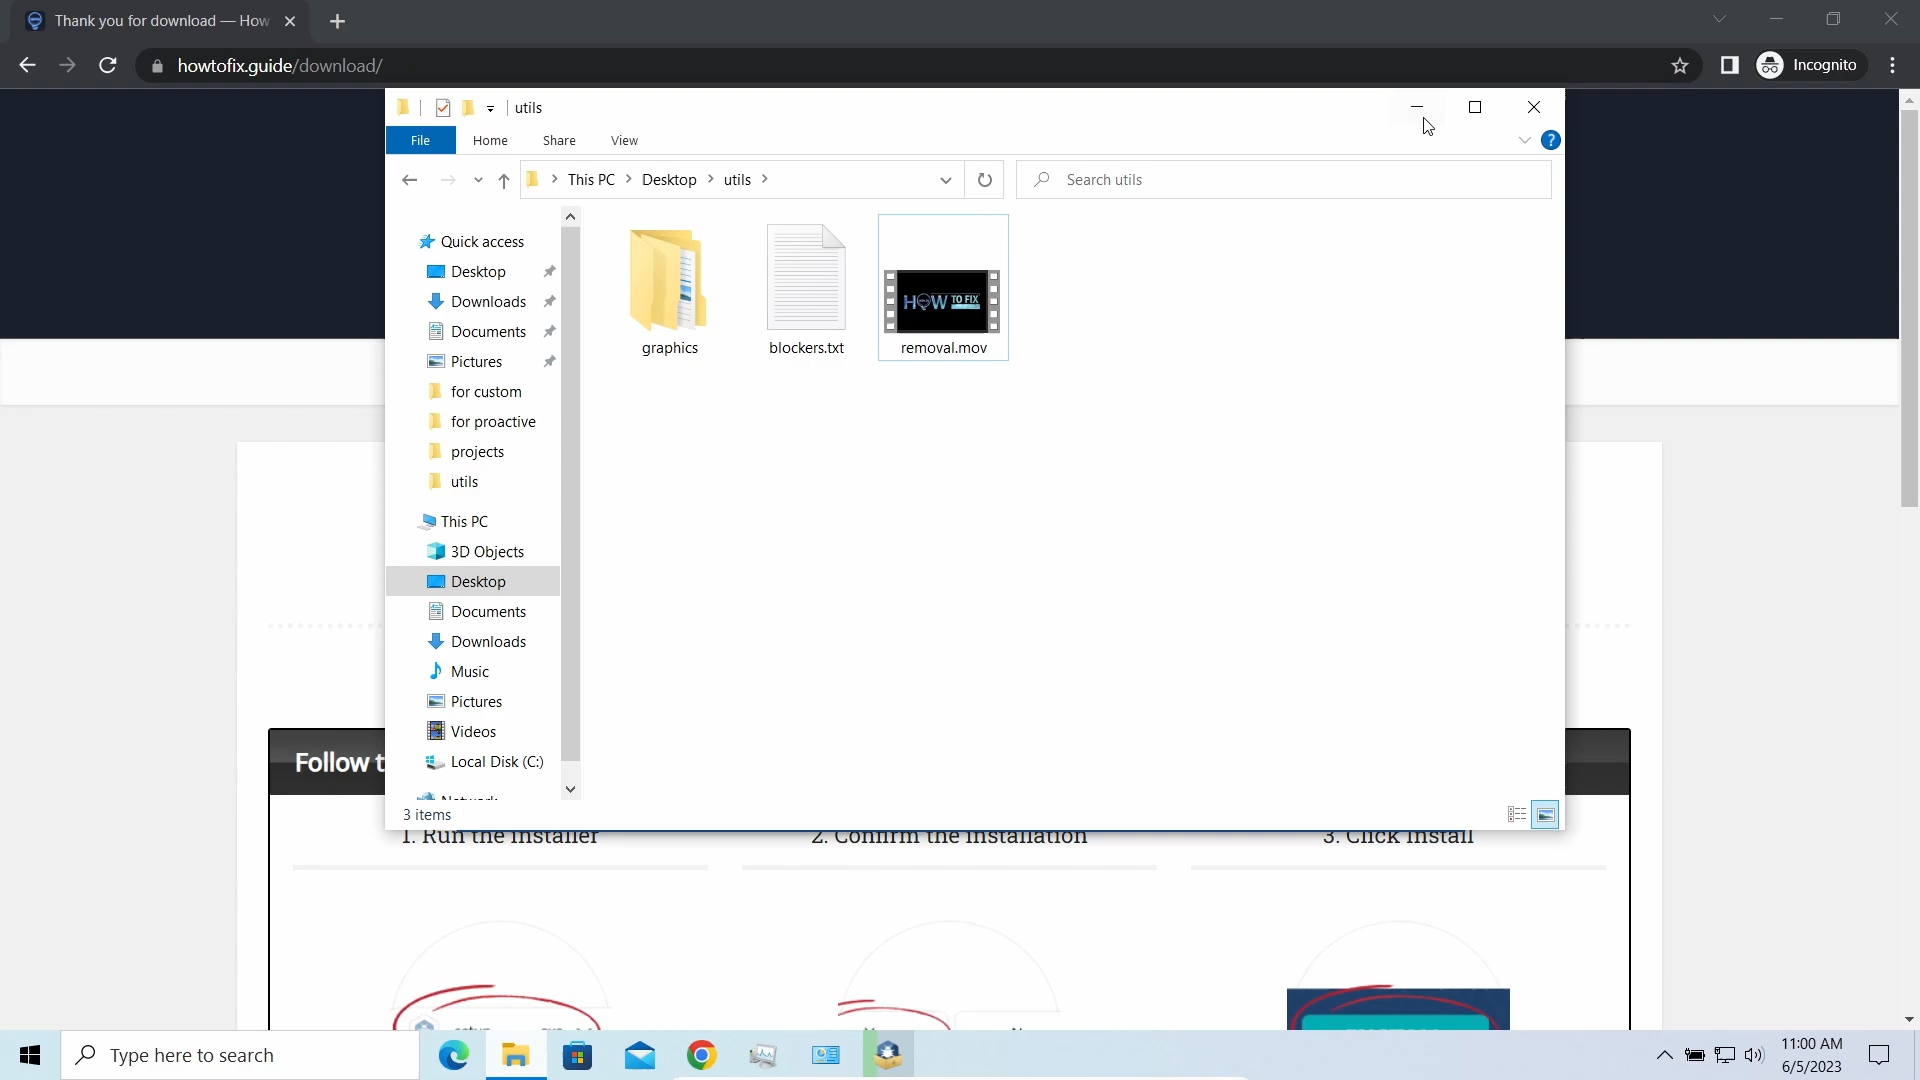 Thank you for download — How
howtofix.guide/download/
Incognito
utils
File
Home
Share
View
This PC
Desktop
utils
Search utils
Quick access
Desktop
Downloads
Documents
Pictures
for custom
for proactive
projects
utils
This PC
3D Objects
Desktop
Documents
Downloads
Music
Pictures
Videos
Local Disk (C:)
Network
graphics
blockers.txt
HOW TO FIX
removal.mov
3 items
Follow t
1. Run the installer
2. Confirm the installation
3. Click Install
Type here to search
11:00 AM
6/5/2023